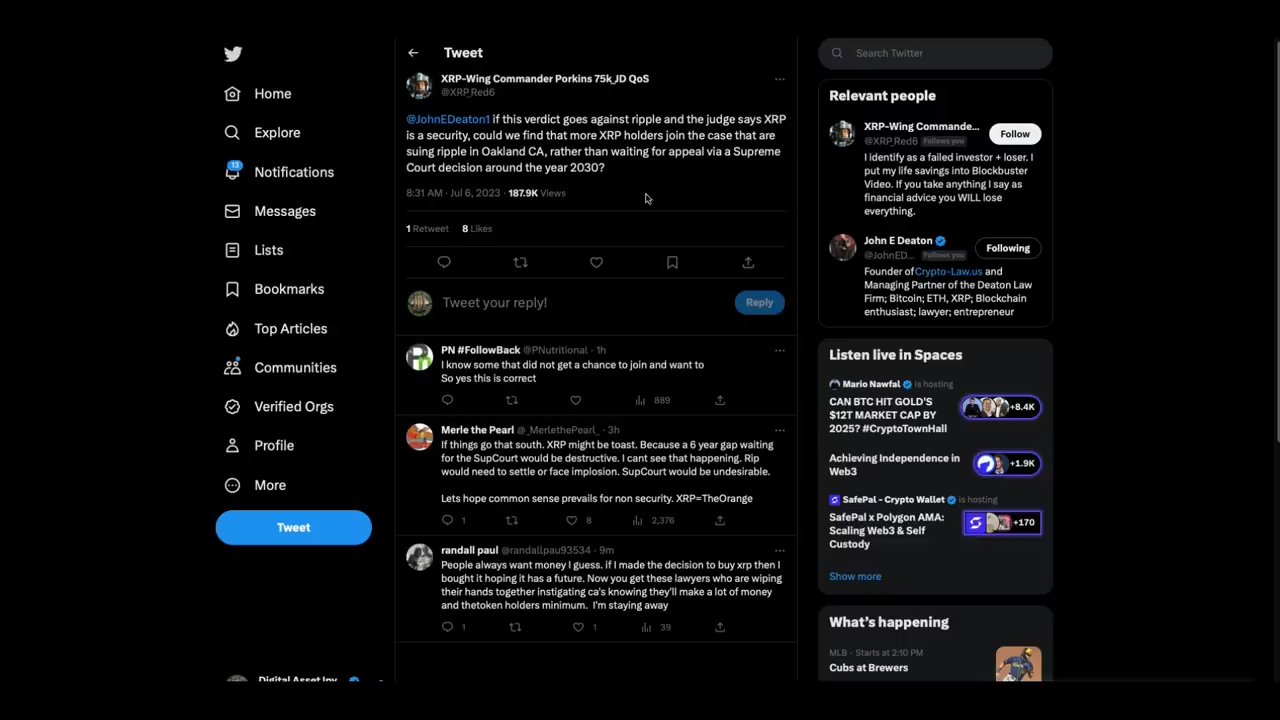 Home
Explore
13
Notifications
Messages
Lists
Bookmarks
Top Articles
Communities
Verified Orgs
Profile
More
Tweet
Digital Asset Inv
Tweet
XRP-Wing Commander Porkins 75k_JD QoS
@XRP_Red6
@JohnEDeaton1 if this verdict goes against ripple and the judge says XRP
is a security, could we find that more XRP holders join the case that are
suing ripple in Oakland CA, rather than waiting for appeal via a Supreme
Court decision around the year 2030?
8:31 AM · Jul 6, 2023 · 187.9K Views
1 Retweet 8 Likes
Tweet your reply!
Reply
PN #FollowBack @PNutritional · 1h
I know some that did not get a chance to join and want to
So yes this is correct
889
Merle the Pearl @_MerlethePearl_ · 3h
If things go that south. XRP might be toast. Because a 6 year gap waiting
for the SupCourt would be destructive. I cant see that happening. Rip
would need to settle or face implosion. SupCourt would be undesirable.
Lets hope common sense prevails for non security. XRP=TheOrange
1 8 2,376
randall paul @randallpau93534 · 9m
People always want money I guess. if I made the decision to buy xrp then I
bought it hoping it has a future. Now you get these lawyers who are wiping
their hands together instigating ca's knowing they'll make a lot of money
and thetoken holders minimum. I'm staying away
1 1 39
Search Twitter
Relevant people
XRP-Wing Commande...
@XRP_Red6 Follows you
Follow
I identify as a failed investor + loser. I
put my life savings into Blockbuster
Video. If you take anything I say as
financial advice you WILL lose
everything.
John E Deaton
@JohnED... Follows you
Following
Founder of Crypto-Law.us and
Managing Partner of the Deaton Law
Firm; Bitcoin; ETH, XRP; Blockchain
enthusiast; lawyer; entrepreneur
Listen live in Spaces
Mario Nawfal is hosting
CAN BTC HIT GOLD'S
$12T MARKET CAP BY
2025? #CryptoTownHall
+8.4K
Achieving Independence in
Web3
+1.9K
SafePal - Crypto Wallet is hosting
SafePal x Polygon AMA:
Scaling Web3 & Self
Custody
+170
Show more
What's happening
MLB · Starts at 2:10 PM
Cubs at Brewers